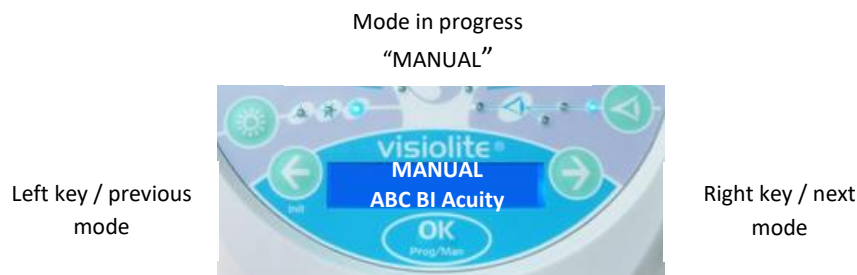 Mode in progress
“MANUAL”
visiolite®
MANUAL
ABC BI Acuity
Left key / previous
mode
Init
OK
Prog/Man
Right key / next
mode